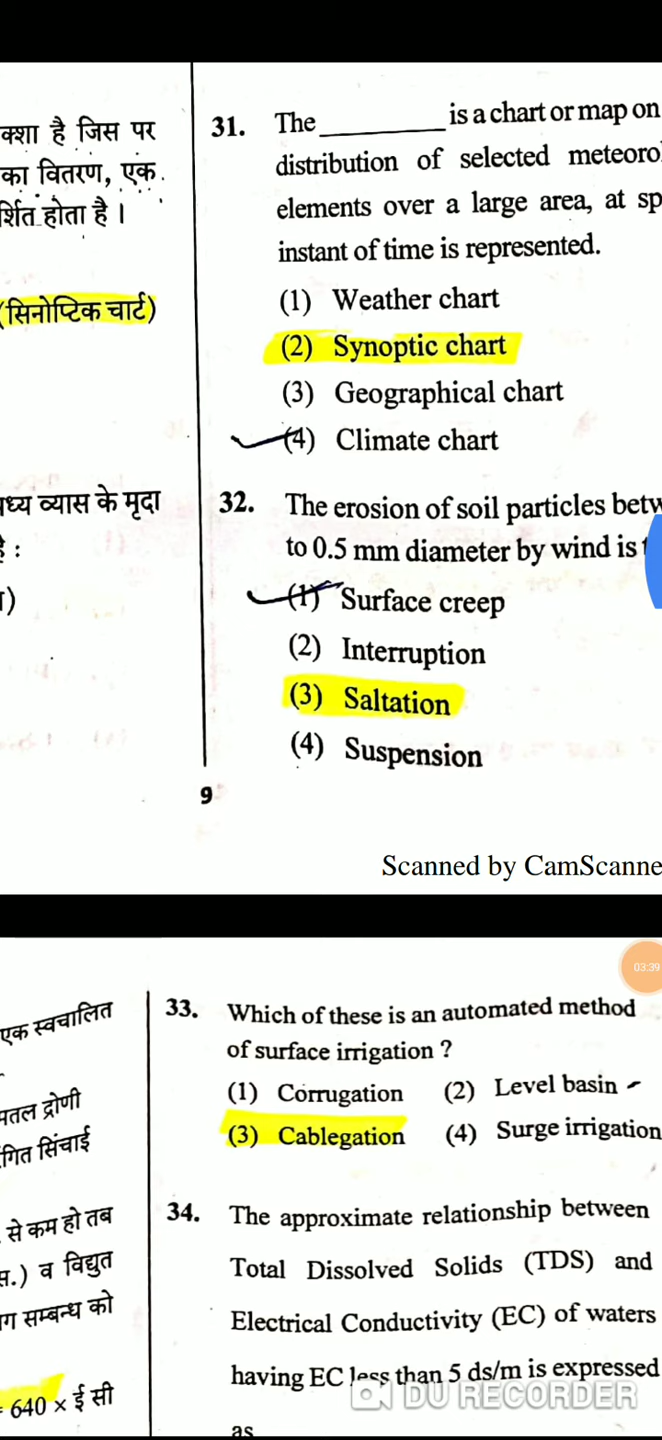 क्शा है जिस पर
का वितरण, एक
र्शित होता है ।
(सिनोप्टिक चार्ट)
मध्य व्यास के मृदा
है :
31. The ________ is a chart or map on
distribution of selected meteoro
elements over a large area, at sp
instant of time is represented.
(1) Weather chart
(2) Synoptic chart
(3) Geographical chart
(4) Climate chart
32. The erosion of soil particles betw
to 0.5 mm diameter by wind is
(1) Surface creep
(2) Interruption
(3) Saltation
(4) Suspension
9
Scanned by CamScanne
03:39
एक स्वचालित
मतल द्रोणी
गित सिंचाई
से कम हो तब
स.) व विद्युत
ग सम्बन्ध को
= 640 × ई सी
33. Which of these is an automated method
of surface irrigation ?
(1) Corrugation (2) Level basin
(3) Cablegation (4) Surge irrigation
34. The approximate relationship between
Total Dissolved Solids (TDS) and
Electrical Conductivity (EC) of waters
having EC less than 5 ds/m is expressed
as
DU RECORDER